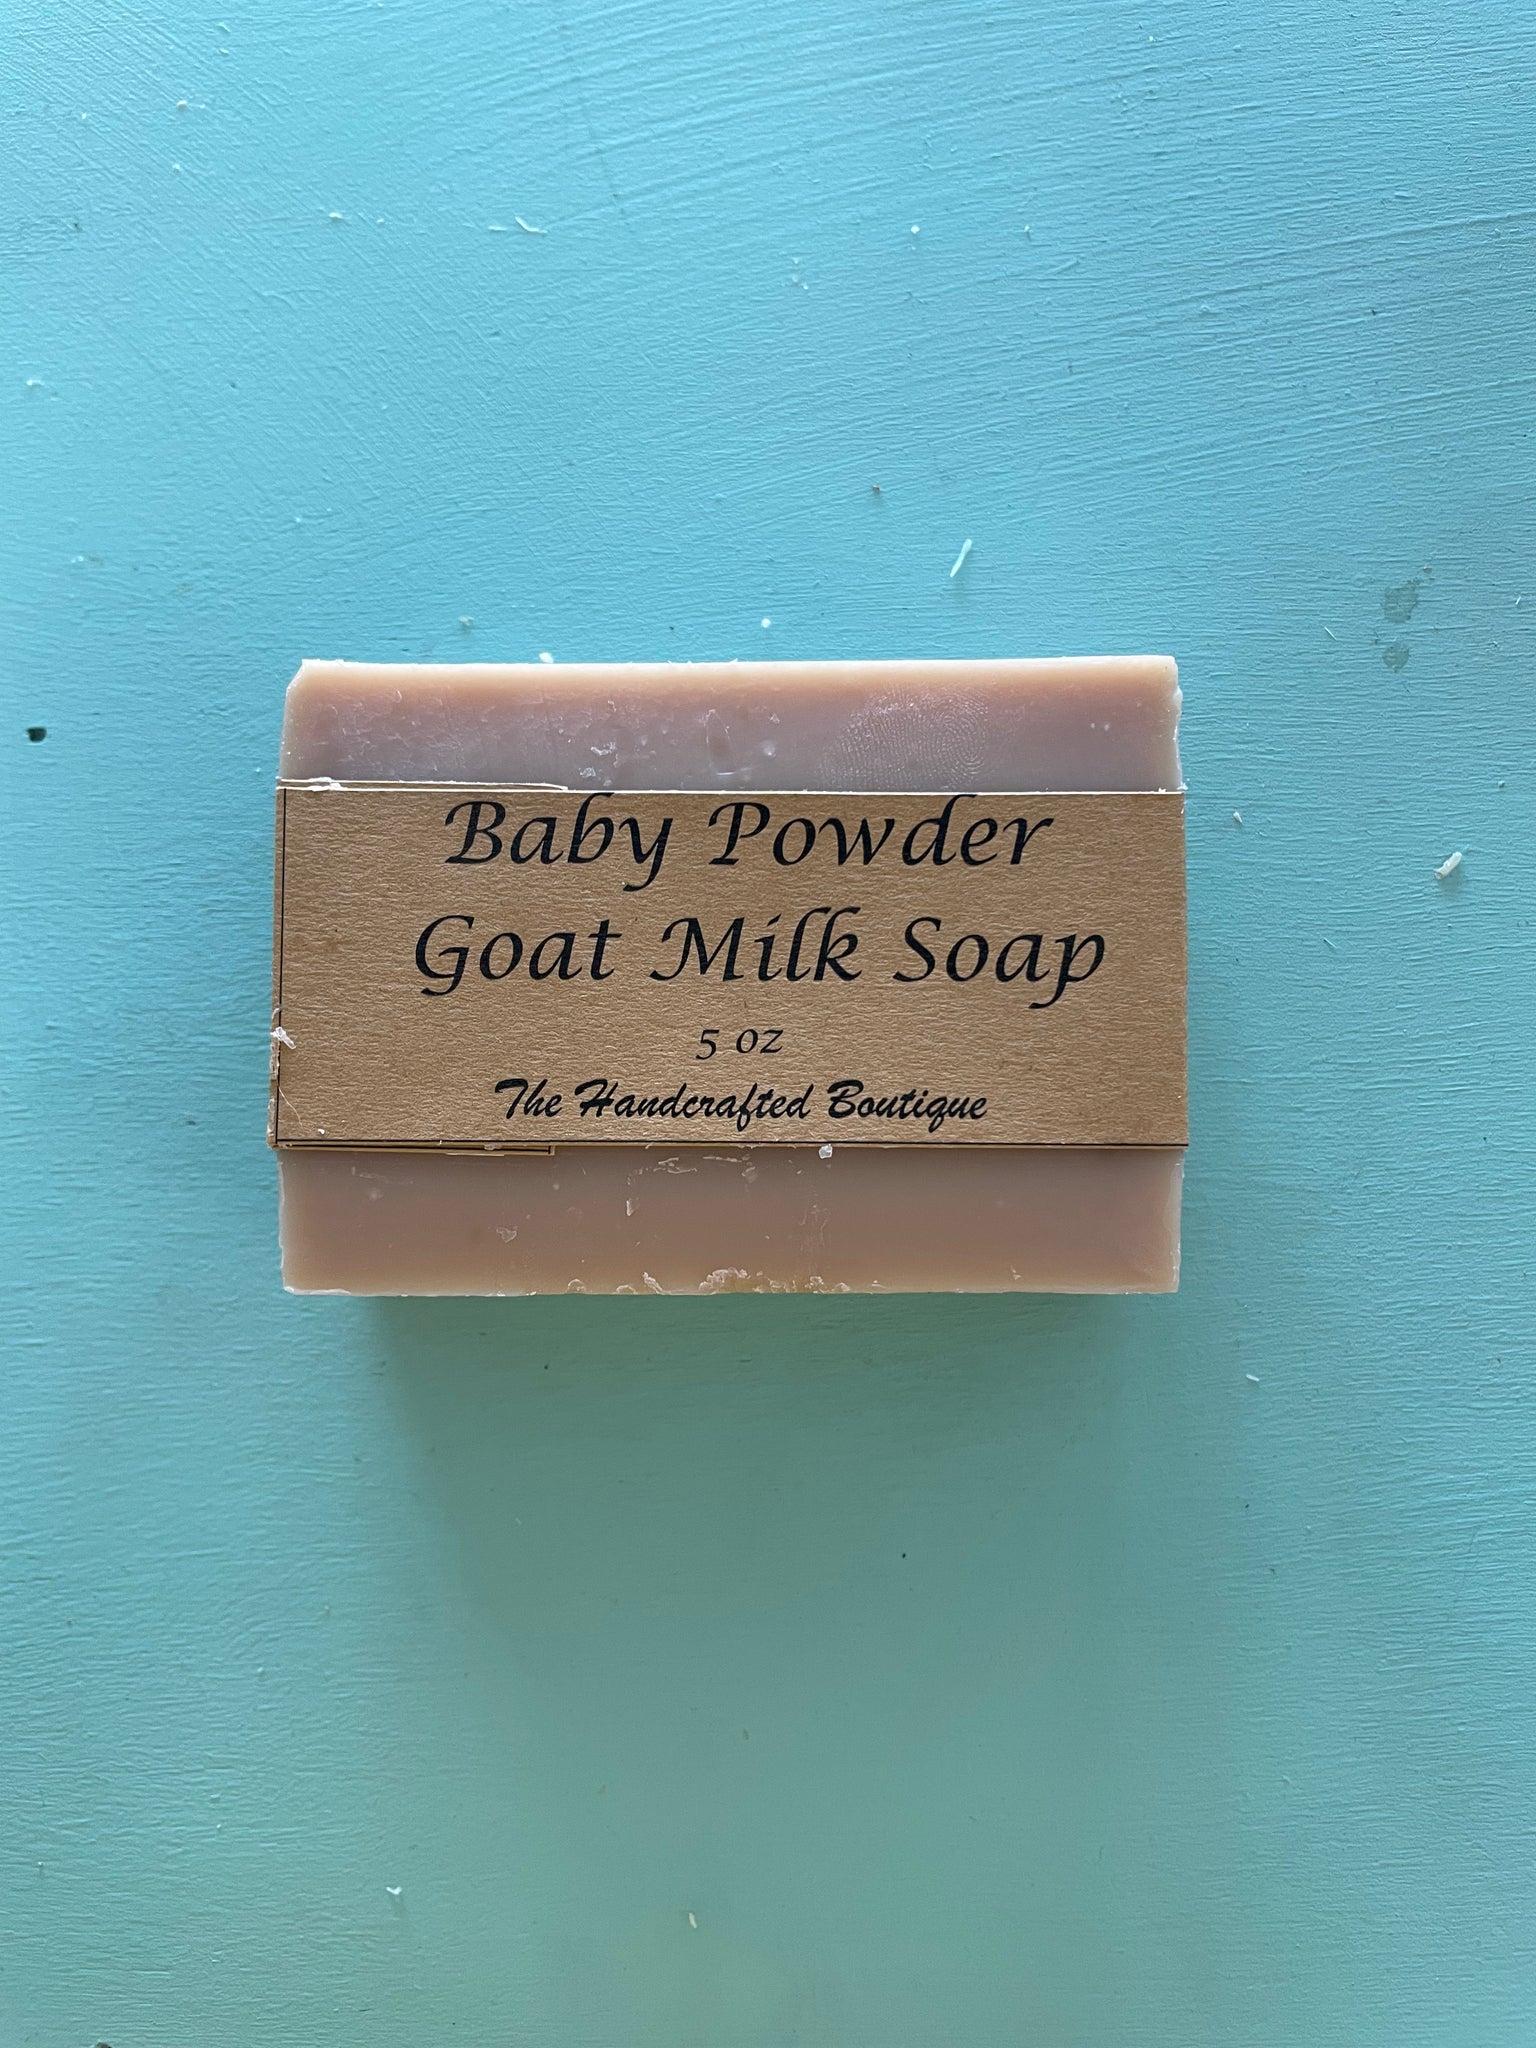 Baby Powder
Goat Milk Soap
5 oz
The Handcrafted Boutique